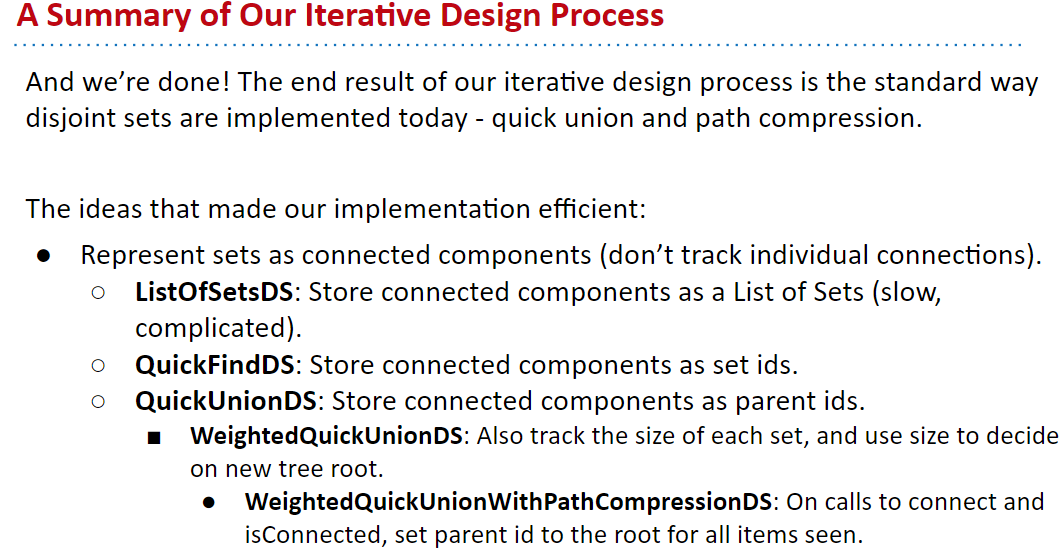 A Summary of Our Iterative Design Process
And we’re done! The end result of our iterative design process is the standard way
disjoint sets are implemented today - quick union and path compression.
The ideas that made our implementation efficient:
● Represent sets as connected components (don’t track individual connections).
○ ListOfSetsDS: Store connected components as a List of Sets (slow,
complicated).
○ QuickFindDS: Store connected components as set ids.
○ QuickUnionDS: Store connected components as parent ids.
■ WeightedQuickUnionDS: Also track the size of each set, and use size to decide
on new tree root.
● WeightedQuickUnionWithPathCompressionDS: On calls to connect and
isConnected, set parent id to the root for all items seen.